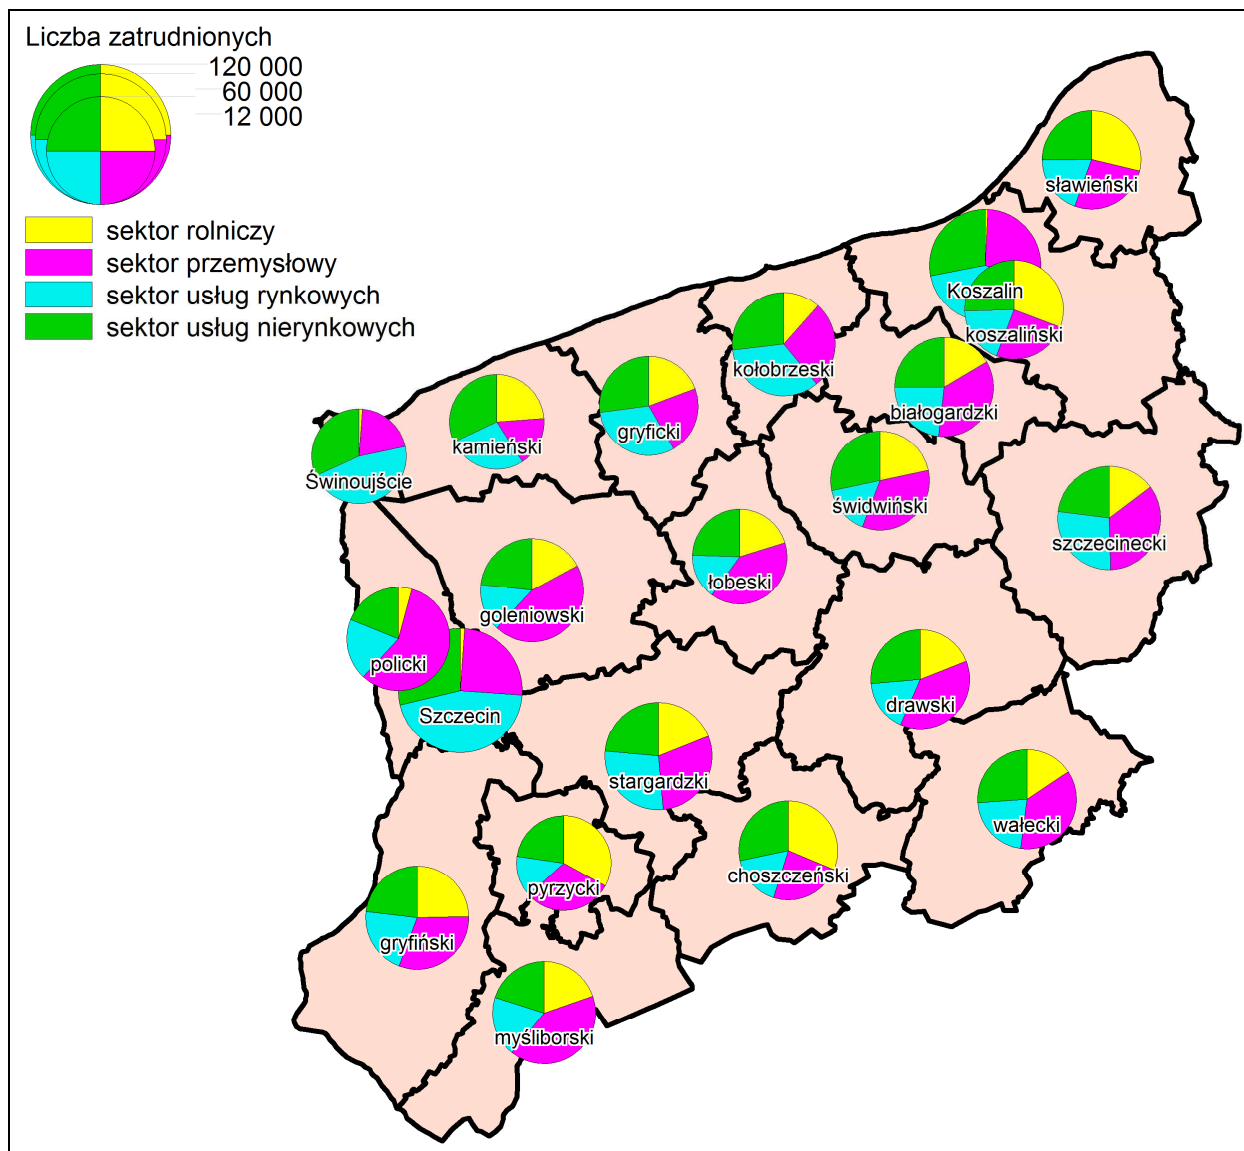 Liczba zatrudnionych
120 000
60 000
12 000
sektor rolniczy
sektor przemysłowy
sektor usług rynkowych
sektor usług nierynkowych
sławieński
Koszalin
koszaliński
kołobrzeski
białogardzki
gryficki
kamieński
Świnoujście
świdwiński
szczecinecki
łobeski
goleniowski
policki
Szczecin
drawski
stargardzki
wałecki
choszczeński
pyrzycki
gryfiński
myśliborski